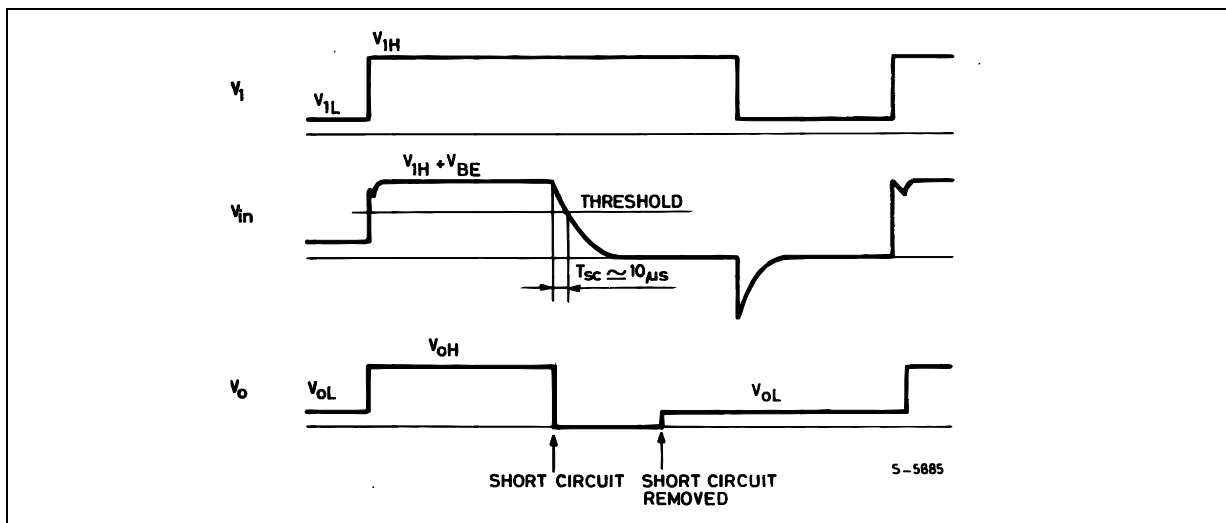 V1H
V1
V1L
V1H + VBE
THRESHOLD
Vin
Tsc ≃ 10μs
VoH
Vo
VoL
VoL
SHORT CIRCUIT
SHORT CIRCUIT
REMOVED
S-5885